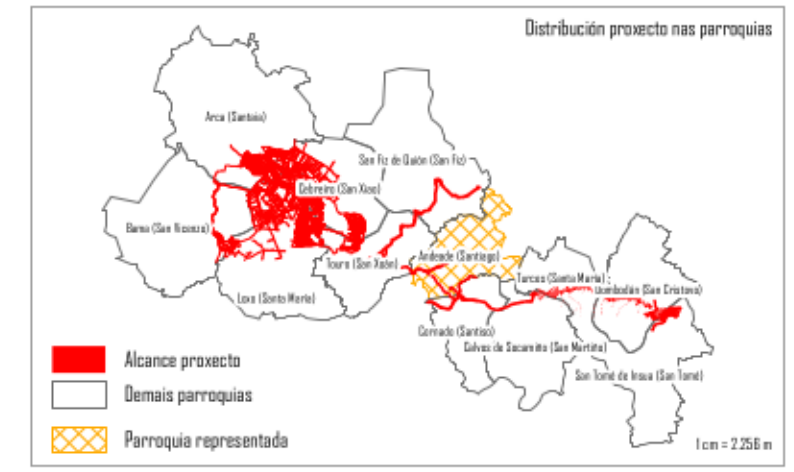 Distribución proxecto nas parroquias
Arca (Santaia)
San Fiz de Quión (San Fiz)
Cebreiro (San Xiao)
Bama (San Vicenzo)
Andeade (Santiago)
Touro (San Xoán)
Turces (Santa María)
Dombodán (San Cristovo)
Loxo (Santa María)
Cornado (Santiso)
Calvos de Socamiño (San Martiño)
San Tomé de Insua (San Tomé)
Alcance proxecto
Demais parroquias
Parroquia representada
1 cm = 2.256 m